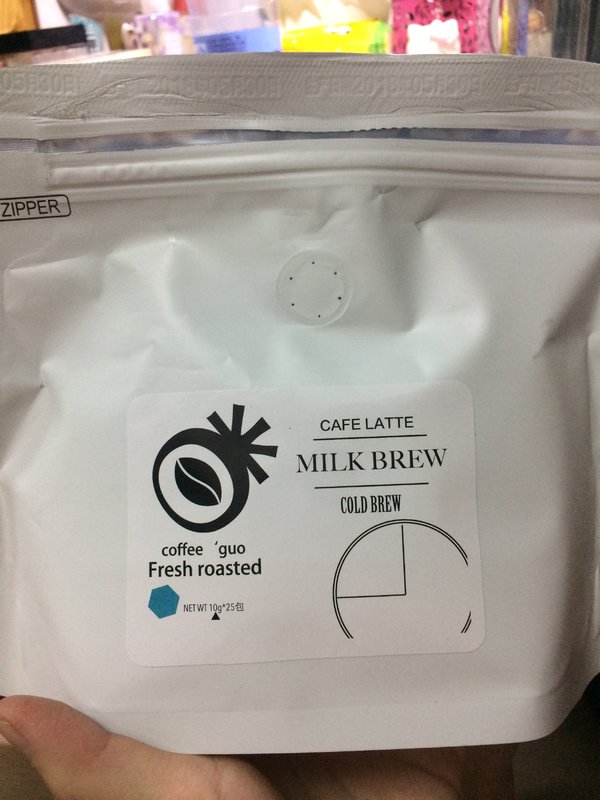 ZIPPER
CAFE LATTE
MILK BREW
COLD BREW
coffee 'guo
Fresh roasted
NET WT 10g*25包